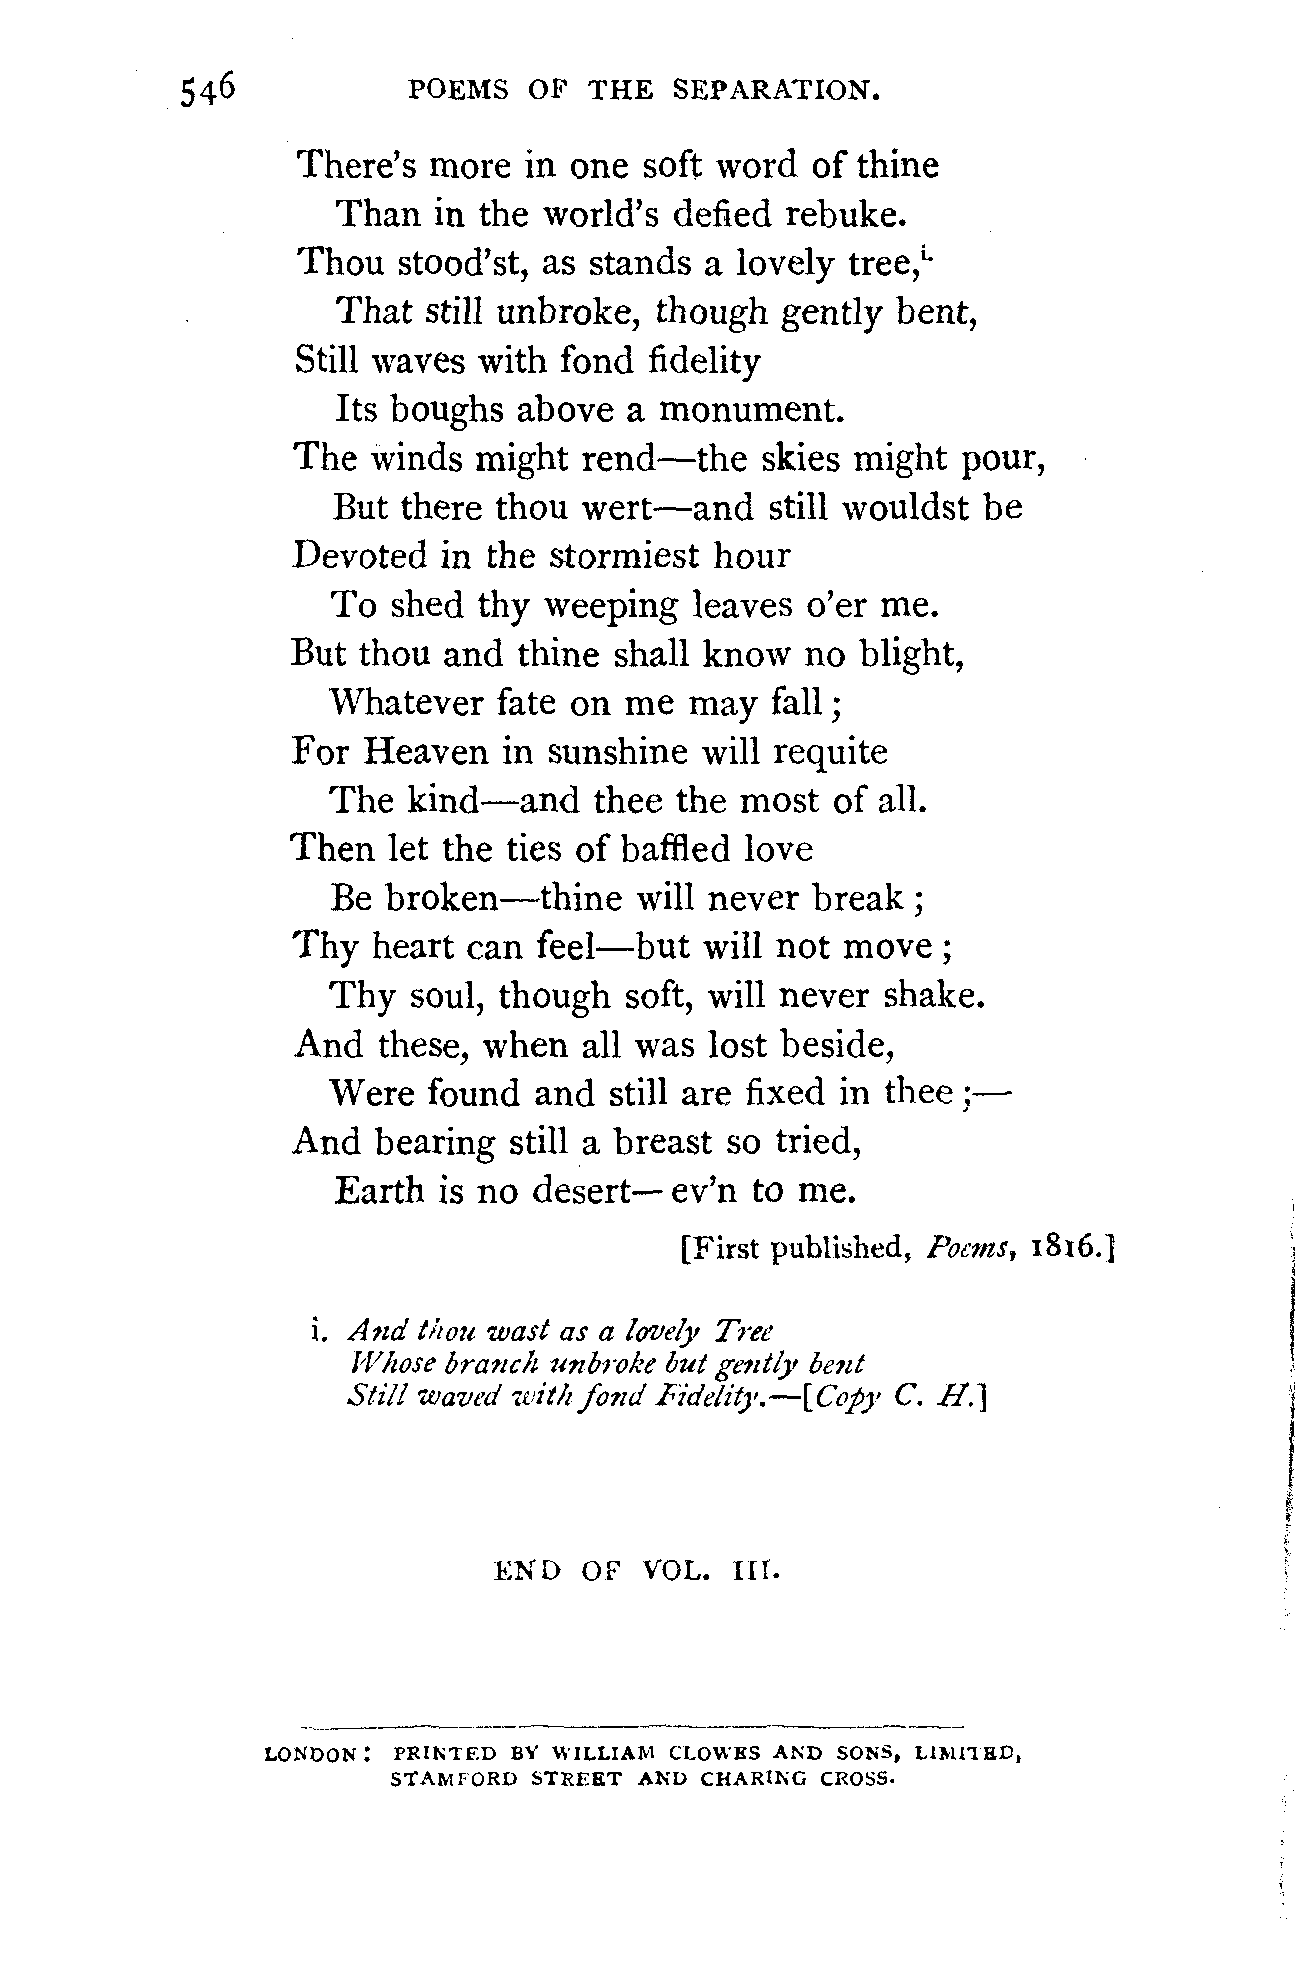 546 POEMS OF THE SEPARATION.
There's more in one soft word of thine
Than in the world's defied rebuke.
Thou stood'st, as stands a lovely tree,i.
That still unbroke, though gently bent,
Still waves with fond fidelity
Its boughs above a monument.
The winds might rend—the skies might pour,
But there thou wert—and still wouldst be
Devoted in the stormiest hour
To shed thy weeping leaves o'er me.
But thou and thine shall know no blight,
Whatever fate on me may fall;
For Heaven in sunshine will requite
The kind—and thee the most of all.
Then let the ties of baffled love
Be broken—thine will never break;
Thy heart can feel—but will not move;
Thy soul, though soft, will never shake.
And these, when all was lost beside,
Were found and still are fixed in thee;—
And bearing still a breast so tried,
Earth is no desert—ev'n to me.
[First published, Poems, 1816.]
i. And thou wast as a lovely Tree
Whose branch unbroke but gently bent
Still waved with fond Fidelity.—[Copy C. H.]
END OF VOL. III.
LONDON: PRINTED BY WILLIAM CLOWES AND SONS, LIMITED,
STAMFORD STREET AND CHARING CROSS.